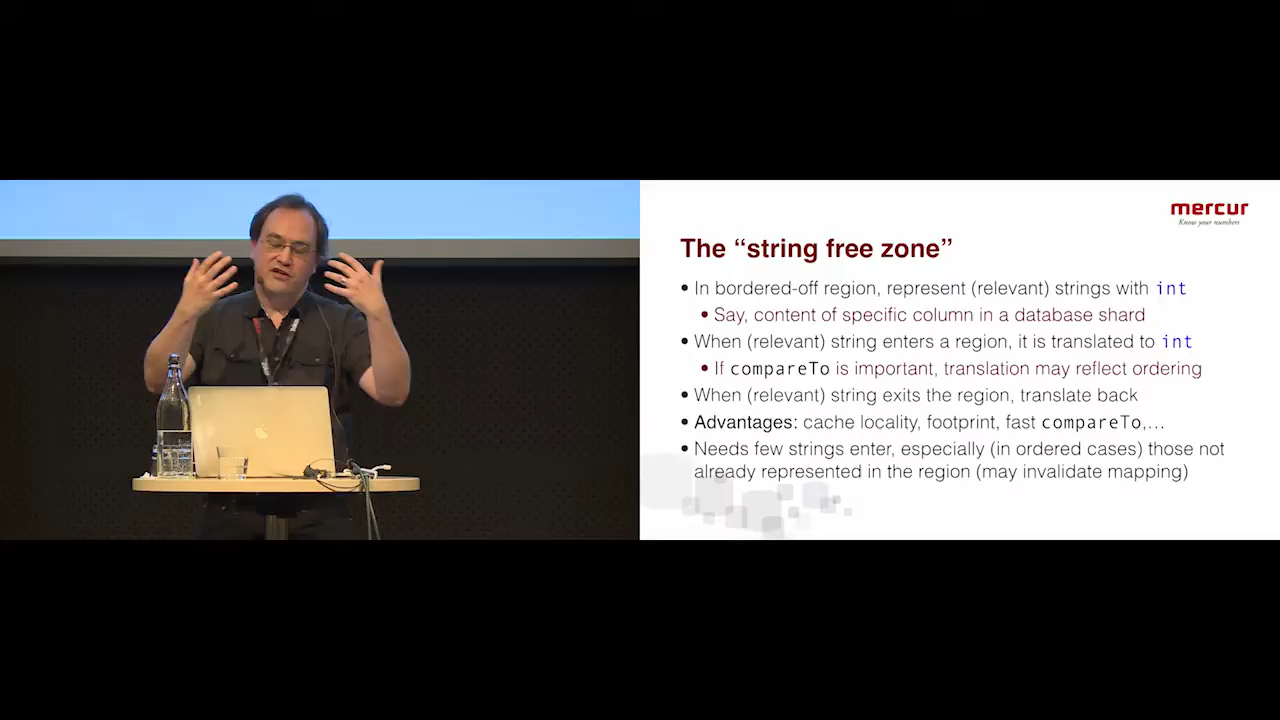 mercur
Know your numbers
The “string free zone”
• In bordered-off region, represent (relevant) strings with int
• Say, content of specific column in a database shard
• When (relevant) string enters a region, it is translated to int
• If compareTo is important, translation may reflect ordering
• When (relevant) string exits the region, translate back
• Advantages: cache locality, footprint, fast compareTo,…
• Needs few strings enter, especially (in ordered cases) those not
already represented in the region (may invalidate mapping)